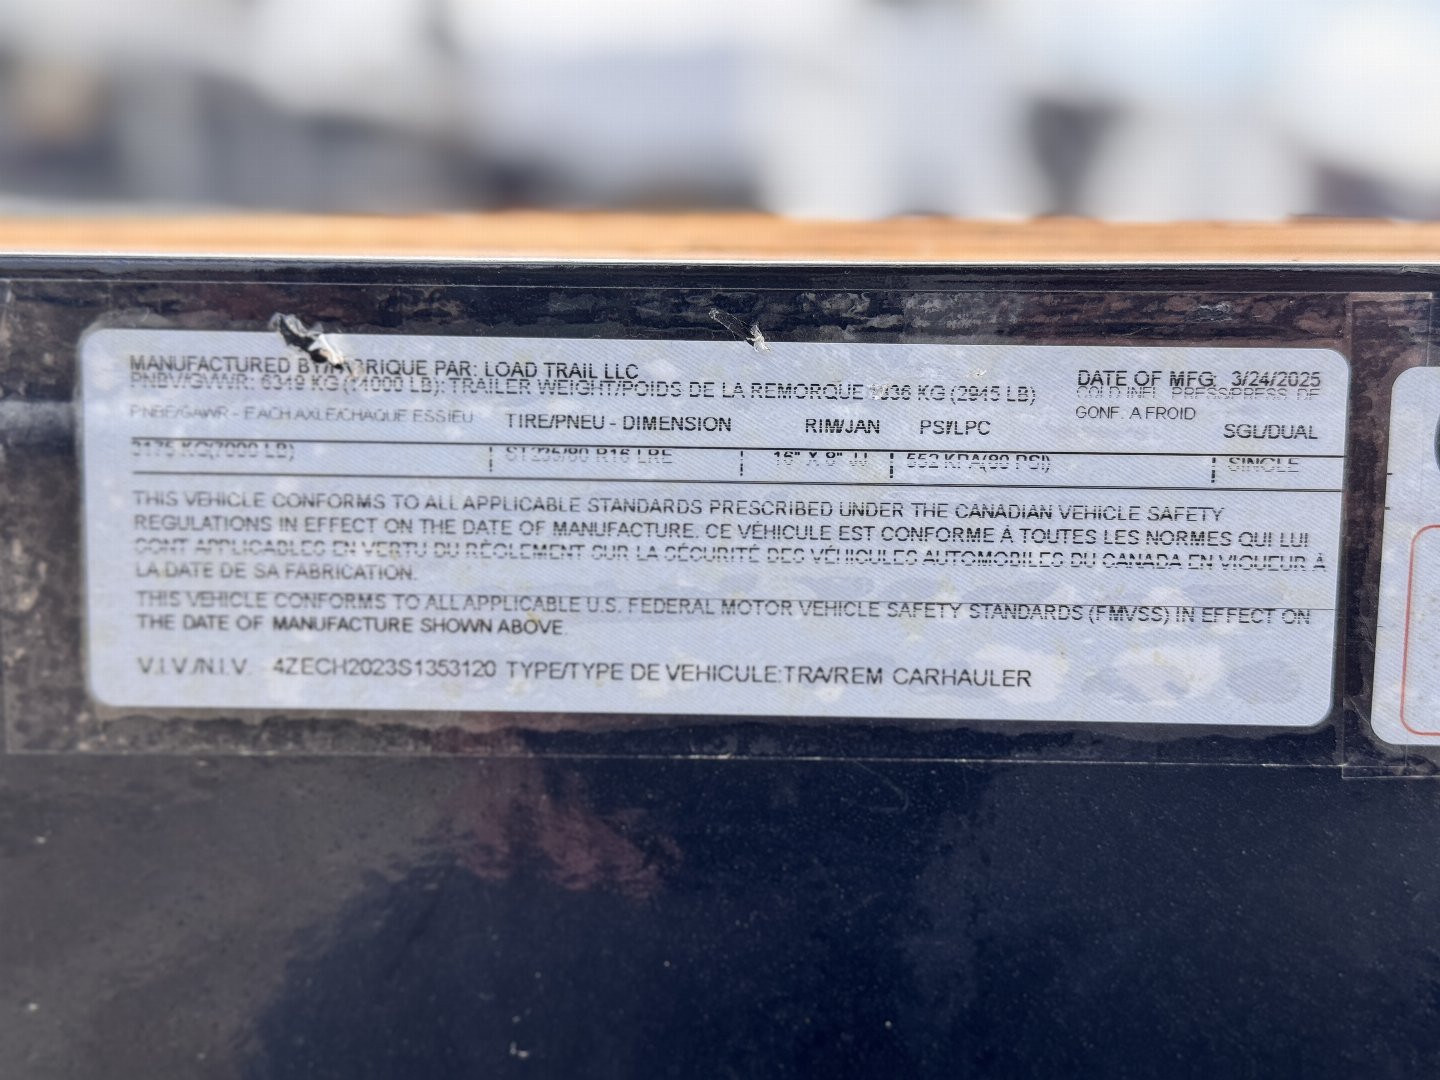 MANUFACTURED BY/FABRIQUE PAR: LOAD TRAIL LLC
PNBV/GVWR: 6349 KG (14000 LB): TRAILER WEIGHT/POIDS DE LA REMORQUE 1336 KG (2945 LB)
DATE OF MFG: 3/24/2025
COLD INFL. PRESS/PRESS. DE
GONF. A FROID
PNBE/GAWR - EACH AXLE/CHAQUE ESSIEU TIRE/PNEU - DIMENSION RIM/JAN PSI/LPC SGL/DUAL
3175 KG(7000 LB) ST235/80 R16 LRE 16" X 6" JJ 552 KPA(80 PSI) SINGLE
THIS VEHICLE CONFORMS TO ALL APPLICABLE STANDARDS PRESCRIBED UNDER THE CANADIAN VEHICLE SAFETY
REGULATIONS IN EFFECT ON THE DATE OF MANUFACTURE. CE VÉHICULE EST CONFORME À TOUTES LES NORMES QUI LUI
SONT APPLICABLES EN VERTU DU RÈGLEMENT SUR LA SÉCURITÉ DES VÉHICULES AUTOMOBILES DU CANADA EN VIGUEUR À
LA DATE DE SA FABRICATION.
THIS VEHICLE CONFORMS TO ALL APPLICABLE U.S. FEDERAL MOTOR VEHICLE SAFETY STANDARDS (FMVSS) IN EFFECT ON
THE DATE OF MANUFACTURE SHOWN ABOVE.
V.I.V./N.I.V. 4ZECH2023S1353120 TYPE/TYPE DE VEHICULE:TRA/REM CARHAULER